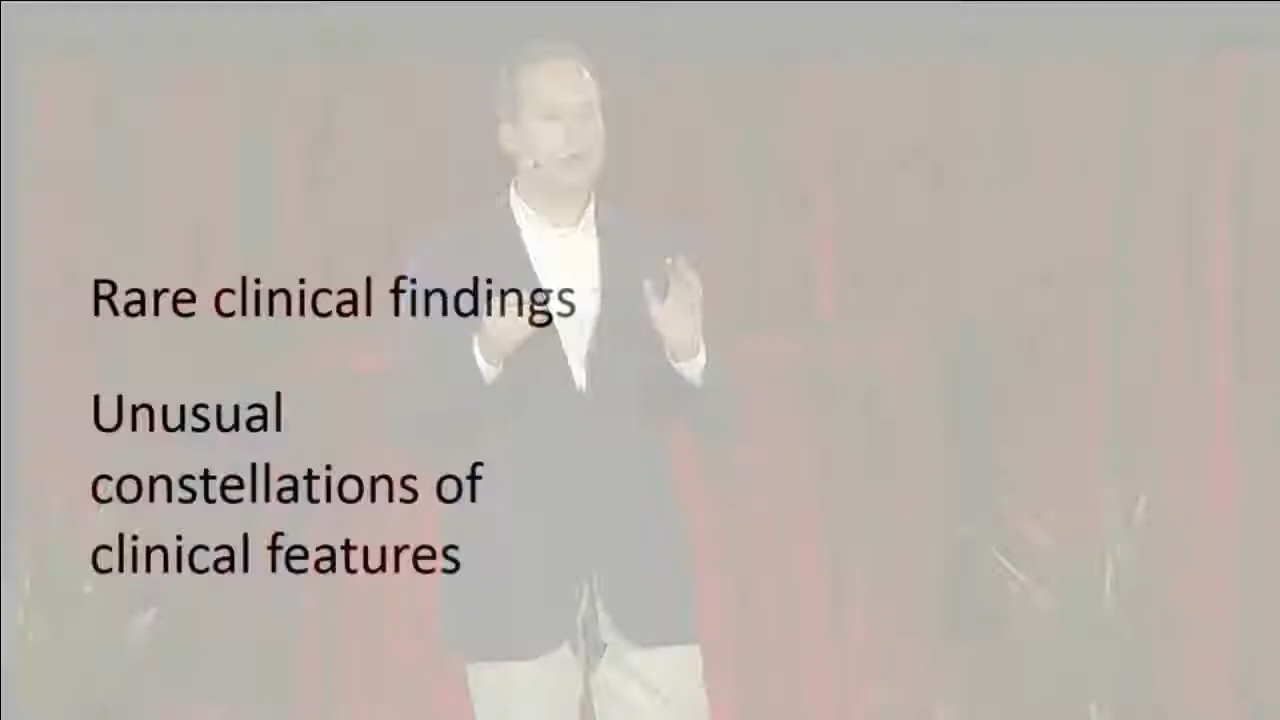 Rare clinical findings
Unusual
constellations of
clinical features